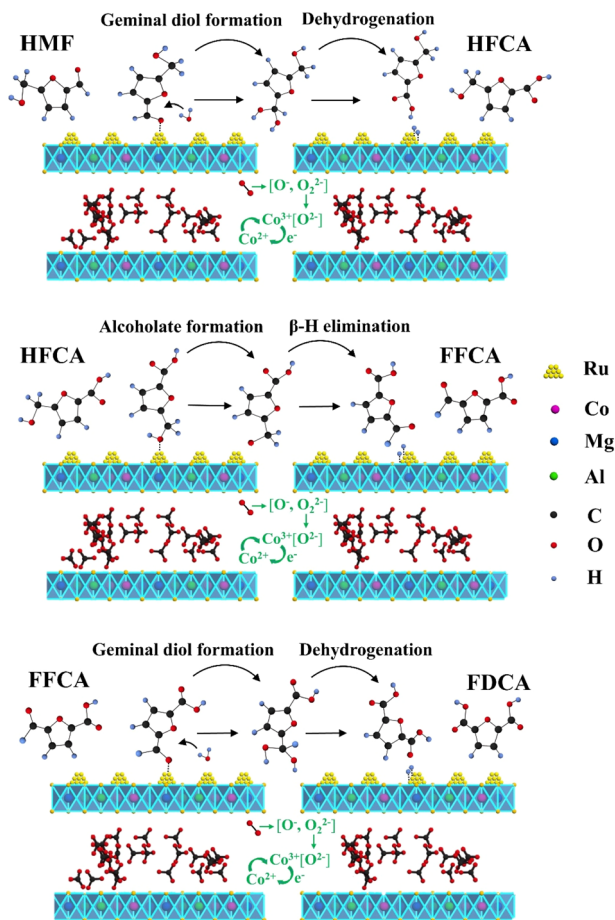 Geminal diol formation
Dehydrogenation
HMF
HFCA
[O⁻, O₂²⁻]
Co³⁺[O²⁻]
Co²⁺ e⁻
Alcoholate formation
β-H elimination
HFCA
FFCA
[O⁻, O₂²⁻]
Co³⁺[O²⁻]
Co²⁺ e⁻
Ru
Co
Mg
Al
C
O
H
Geminal diol formation
Dehydrogenation
FFCA
FDCA
[O⁻, O₂²⁻]
Co³⁺[O²⁻]
Co²⁺ e⁻